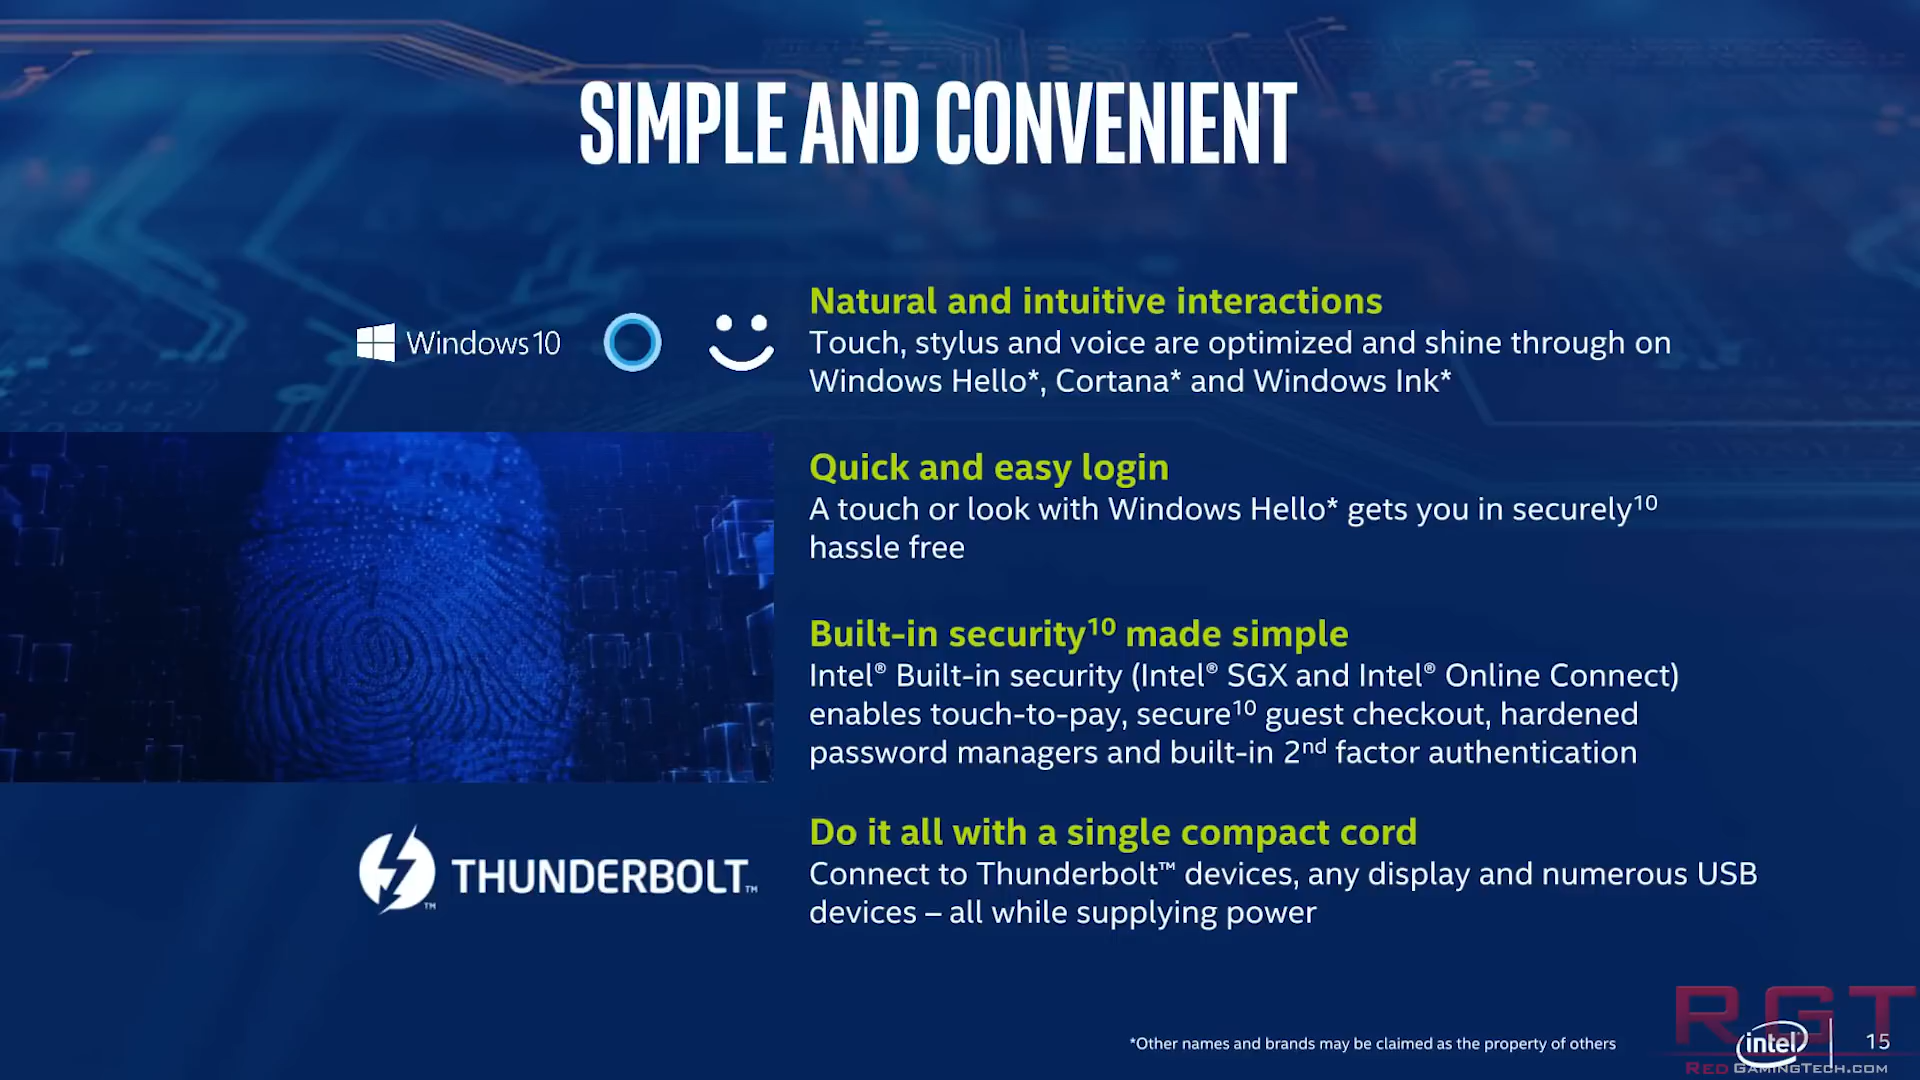 SIMPLE AND CONVENIENT
Windows 10
Natural and intuitive interactions
Touch, stylus and voice are optimized and shine through on
Windows Hello*, Cortana* and Windows Ink*
Quick and easy login
A touch or look with Windows Hello* gets you in securely10
hassle free
Built-in security10 made simple
Intel® Built-in security (Intel® SGX and Intel® Online Connect)
enables touch-to-pay, secure10 guest checkout, hardened
password managers and built-in 2nd factor authentication
THUNDERBOLT™
Do it all with a single compact cord
Connect to Thunderbolt™ devices, any display and numerous USB
devices – all while supplying power
*Other names and brands may be claimed as the property of others
RGT
intel
15
REDGAMINGTECH.COM